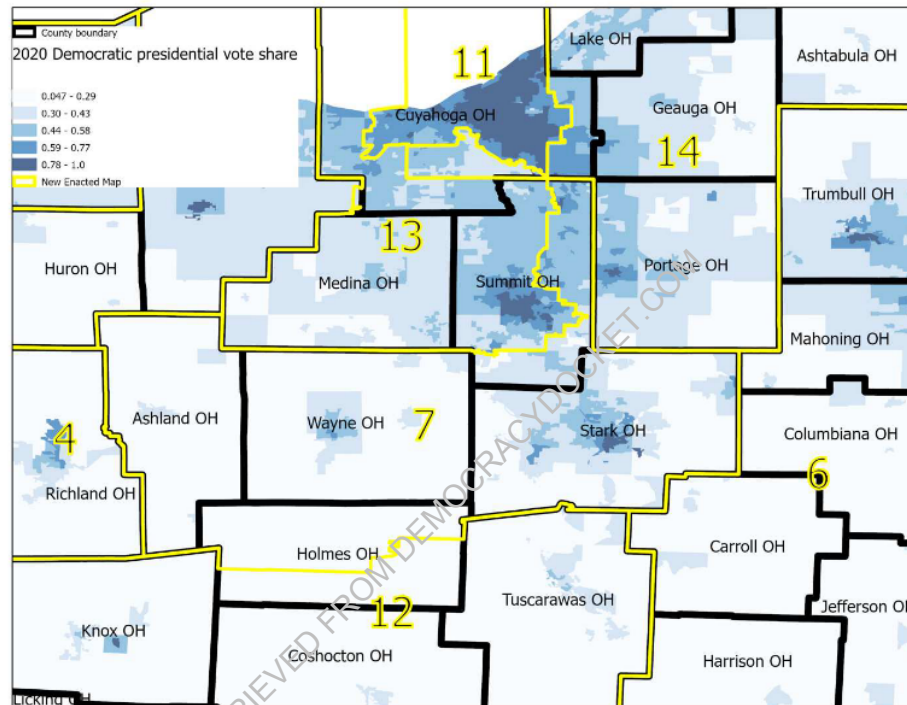 County boundary
2020 Democratic presidential vote share
0.047 - 0.29
0.30 - 0.43
0.44 - 0.58
0.59 - 0.77
0.78 - 1.0
New Enacted Map
11
Lake OH
Ashtabula OH
Cuyahoga OH
Geauga OH
14
Trumbull OH
13
Huron OH
Medina OH
Summit OH
Portage OH
Mahoning OH
Ashland OH
Wayne OH
7
Stark OH
Columbiana OH
4
6
Richland OH
Holmes OH
Carroll OH
12
Tuscarawas OH
Jefferson OH
Knox OH
Coshocton OH
Harrison OH
Licking OH
RIEVED FROM DEMOCRACYDOCKET.COM